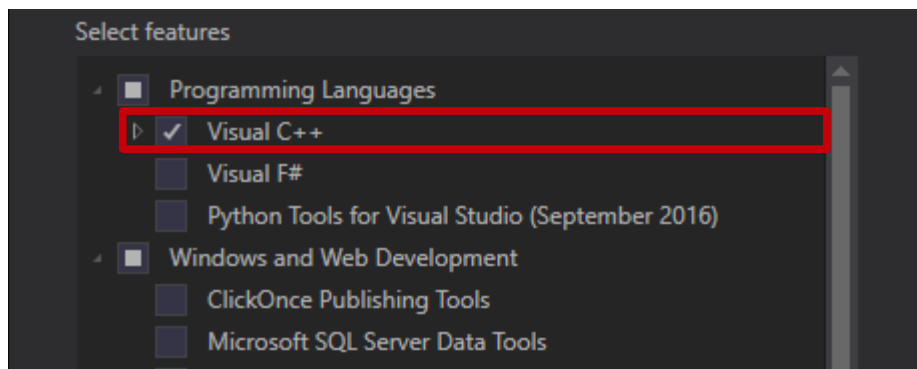 Select features
Programming Languages
Visual C++
Visual F#
Python Tools for Visual Studio (September 2016)
Windows and Web Development
ClickOnce Publishing Tools
Microsoft SQL Server Data Tools